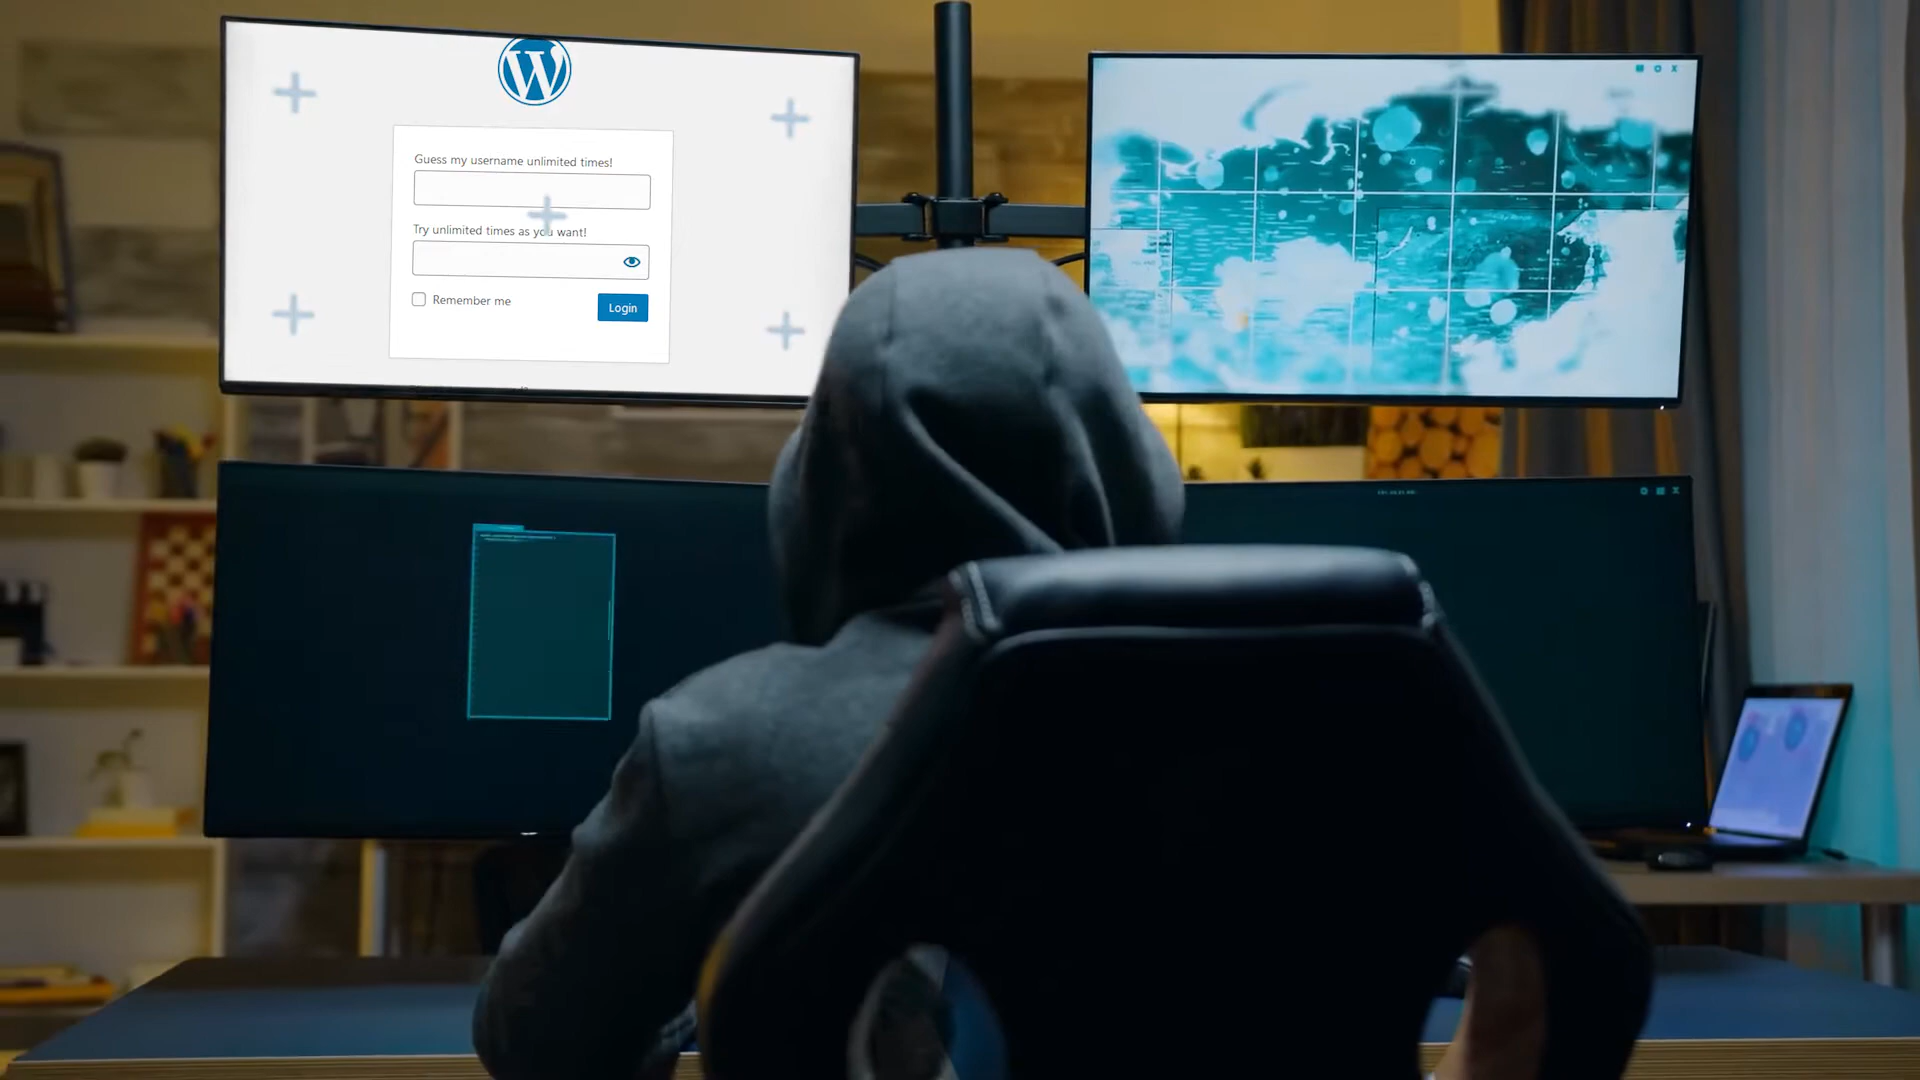 W
Guess my username unlimited times!
Try unlimited times as you want!
Remember me
Login